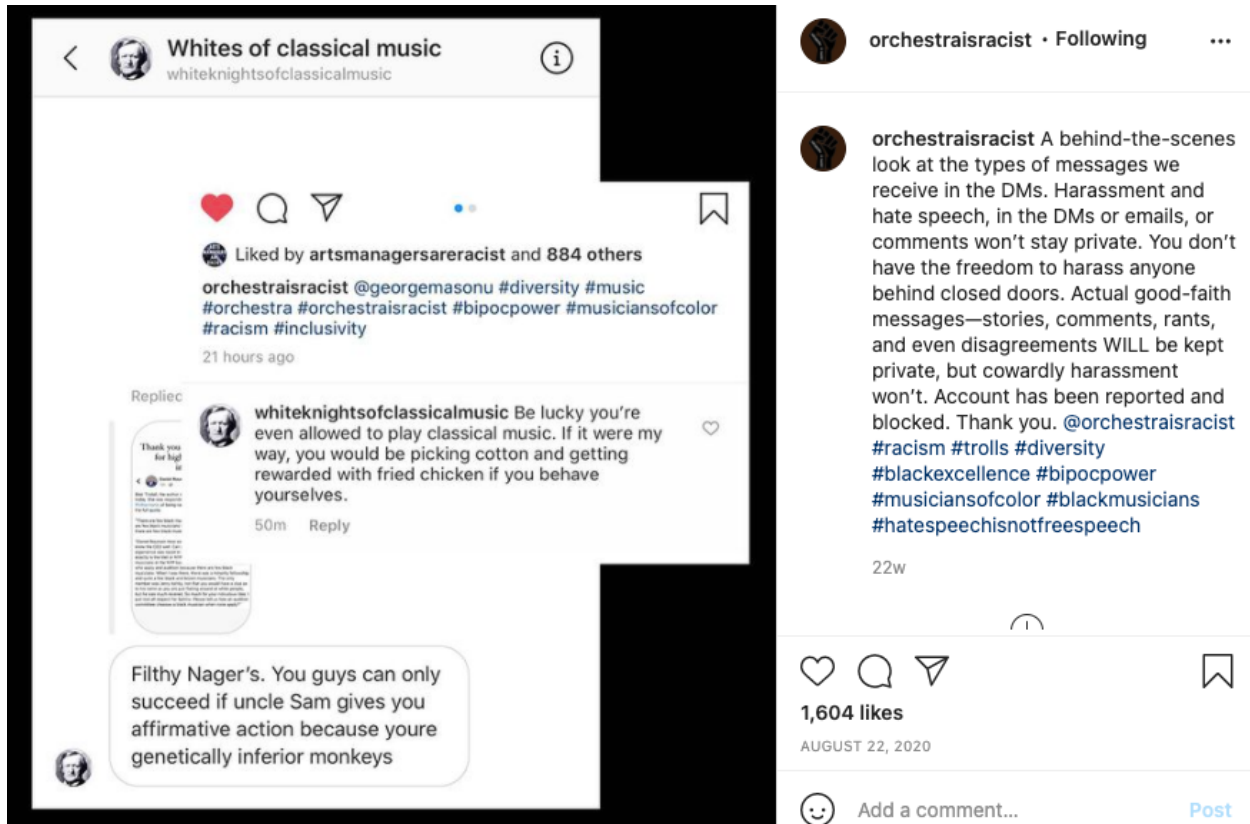 Whites of classical music
whiteknightsofclassicalmusic
Liked by artsmanagersareracist and 884 others
orchestraisracist @georgemasonu #diversity #music
#orchestra #orchestraisracist #bipocpower #musiciansofcolor
#racism #inclusivity
21 hours ago
whiteknightsofclassicalmusic Be lucky you're
even allowed to play classical music. If it were my
way, you would be picking cotton and getting
rewarded with fried chicken if you behave
yourselves.
50m Reply
Repliec
Thank you
for high
Filthy Nager's. You guys can only
succeed if uncle Sam gives you
affirmative action because youre
genetically inferior monkeys
orchestraisracist • Following
orchestraisracist A behind-the-scenes
look at the types of messages we
receive in the DMs. Harassment and
hate speech, in the DMs or emails, or
comments won't stay private. You don't
have the freedom to harass anyone
behind closed doors. Actual good-faith
messages—stories, comments, rants,
and even disagreements WILL be kept
private, but cowardly harassment
won't. Account has been reported and
blocked. Thank you. @orchestraisracist
#racism #trolls #diversity
#blackexcellence #bipocpower
#musiciansofcolor #blackmusicians
#hatespeechisnotfreespeech
22w
1,604 likes
AUGUST 22, 2020
Add a comment... Post